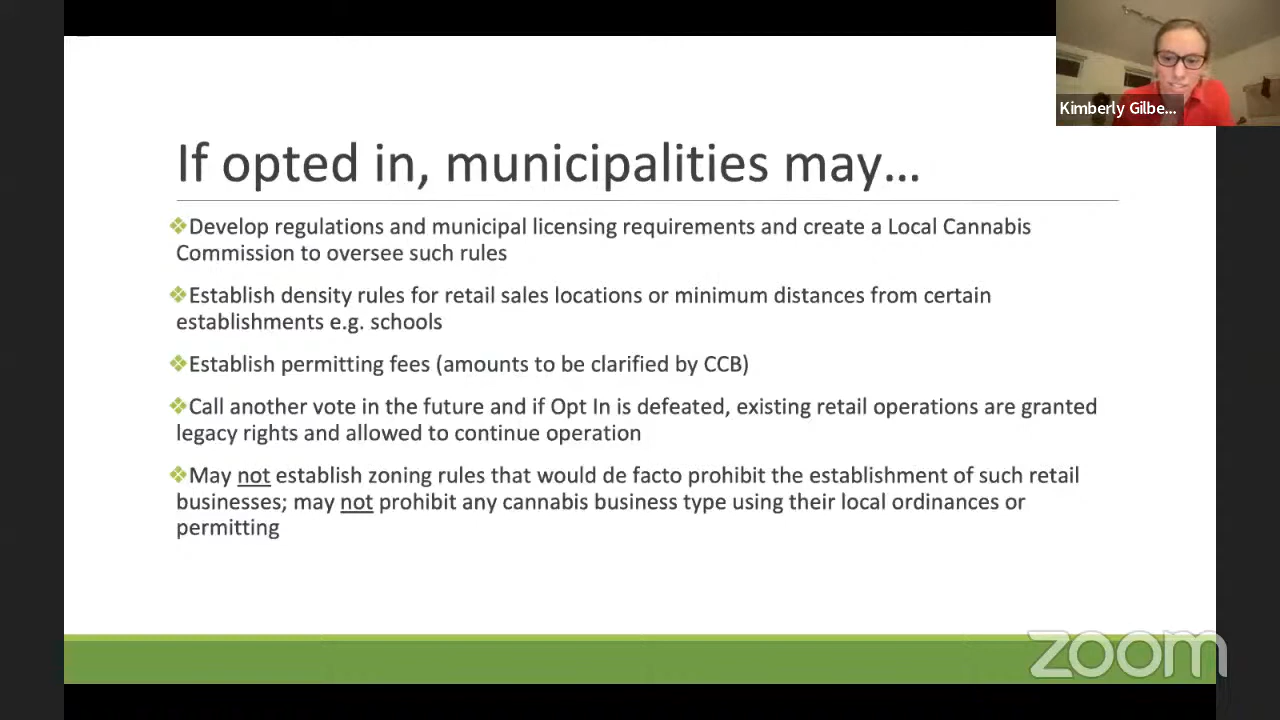 Kimberly Gilbe...
If opted in, municipalities may...
❖Develop regulations and municipal licensing requirements and create a Local Cannabis
Commission to oversee such rules
❖Establish density rules for retail sales locations or minimum distances from certain
establishments e.g. schools
❖Establish permitting fees (amounts to be clarified by CCB)
❖Call another vote in the future and if Opt In is defeated, existing retail operations are granted
legacy rights and allowed to continue operation
❖May not establish zoning rules that would de facto prohibit the establishment of such retail
businesses; may not prohibit any cannabis business type using their local ordinances or
permitting
zoom